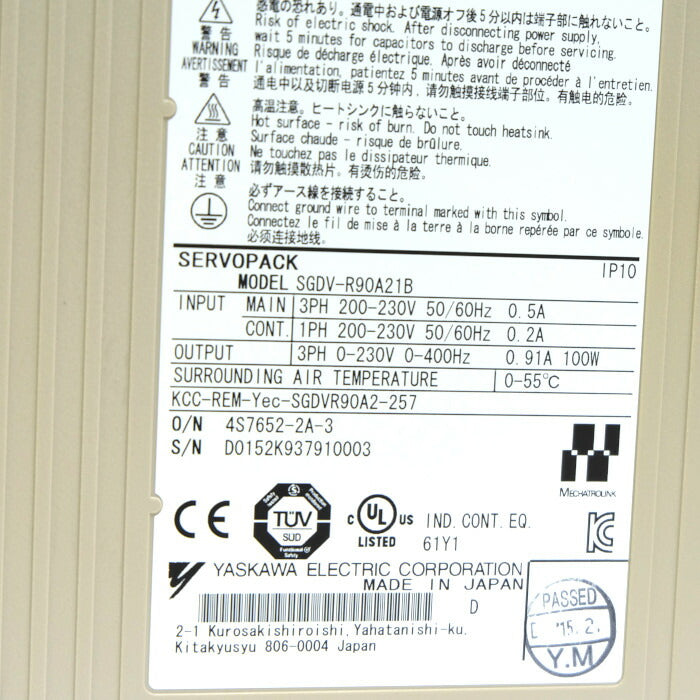 感電の恐れあり。通電中および電源オフ後5分以内は端子部に触れないこと。
Risk of electric shock. After disconnecting power supply,
警告 wait 5 minutes for capacitors to discharge before servicing.
WARNING Risque de décharge électrique. Après avoir déconnecté
AVERTISSEMENT l'alimentation, patientez 5 minutes avant de procéder à l'entretien.
警告 通电中以及切断电源5分钟内,请勿触摸接线端子部位。有触电的危险。
高温注意。ヒートシンクに触らないこと。
Hot surface - risk of burn. Do not touch heatsink.
注意
CAUTION Surface chaude - risque de brûlure.
ATTENTION Ne touchez pas le dissipateur thermique.
注意 请勿触摸散热片。有烫伤的危险。
必ずアース線を接続すること。
Connect ground wire to terminal marked with this symbol.
Connectez le fil de mise à la terre à la borne repérée par ce symbole.
必须连接地线。
SERVOPACK IP10
MODEL SGDV-R90A21B
INPUT MAIN 3PH 200-230V 50/60Hz 0.5A
CONT. 1PH 200-230V 50/60Hz 0.2A
OUTPUT 3PH 0-230V 0-400Hz 0.91A 100W
SURROUNDING AIR TEMPERATURE 0-55℃
KCC-REM-Yec-SGDVR90A2-257
O/N 4S7652-2A-3
S/N D0152K937910003
MECHATROLINK
CE
TÜV
SÜD
Functional Safety
C UL US
LISTED
IND. CONT. EQ.
61Y1
YASKAWA ELECTRIC CORPORATION
MADE IN JAPAN
D
2-1 Kurosakishiroishi, Yahatanishi-ku,
Kitakyusyu 806-0004 Japan
PASSED
'15.2.
Y.M